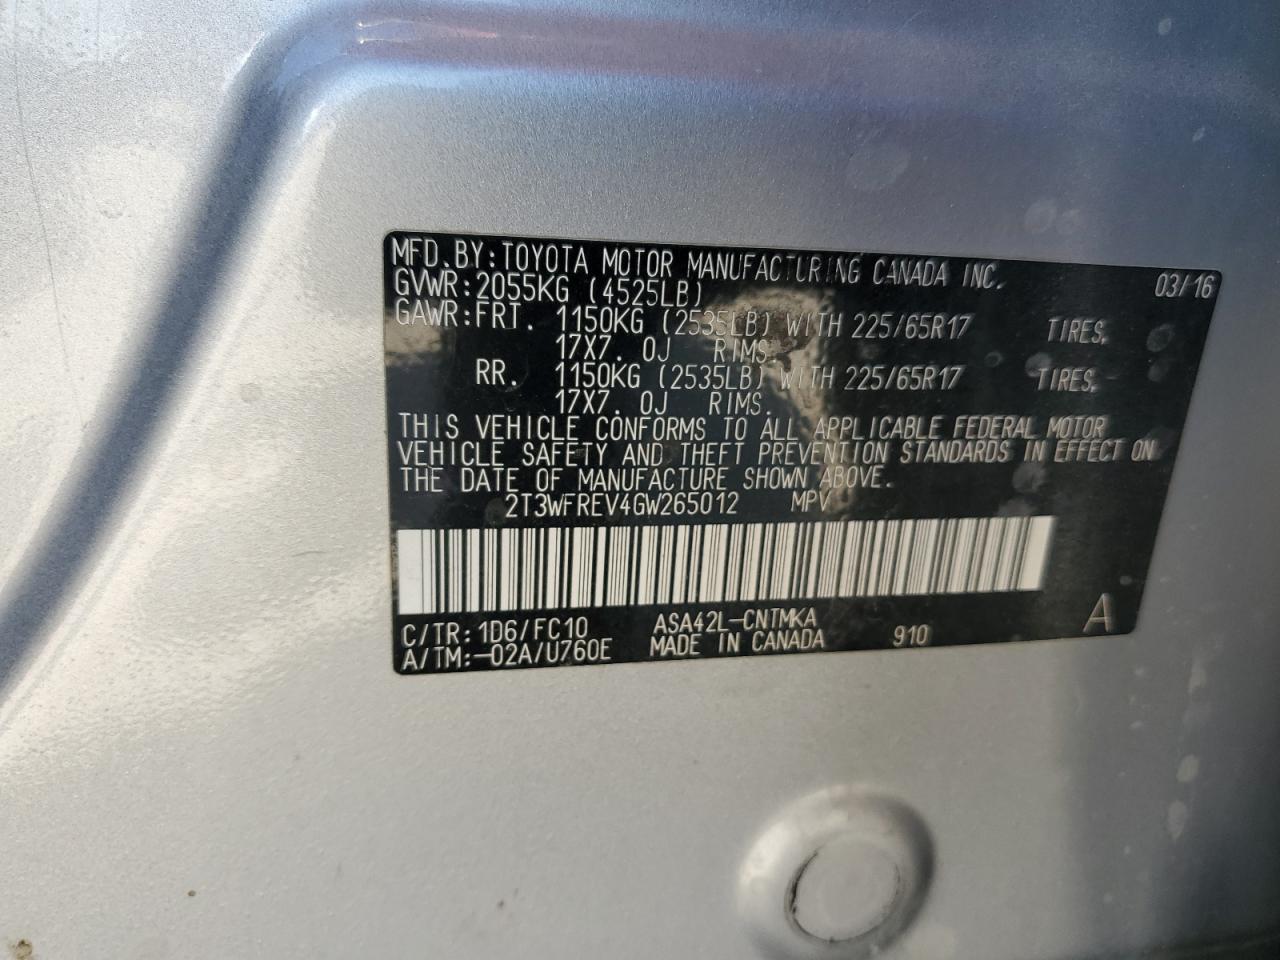 MFD.BY:TOYOTA MOTOR MANUFACTURING CANADA INC. 03/16
GVWR:2055KG (4525LB)
GAWR:FRT. 1150KG (2535LB) WITH 225/65R17 TIRES,
17X7.0J RIMS.
RR. 1150KG (2535LB) WITH 225/65R17 TIRES,
17X7.0J RIMS.
THIS VEHICLE CONFORMS TO ALL APPLICABLE FEDERAL MOTOR
VEHICLE SAFETY AND THEFT PREVENTION STANDARDS IN EFFECT ON
THE DATE OF MANUFACTURE SHOWN ABOVE.
2T3WFREV4GW265012 MPV
C/TR:1D6/FC10 ASA42L-CNTMKA A
A/TM:-02A/U760E MADE IN CANADA 910